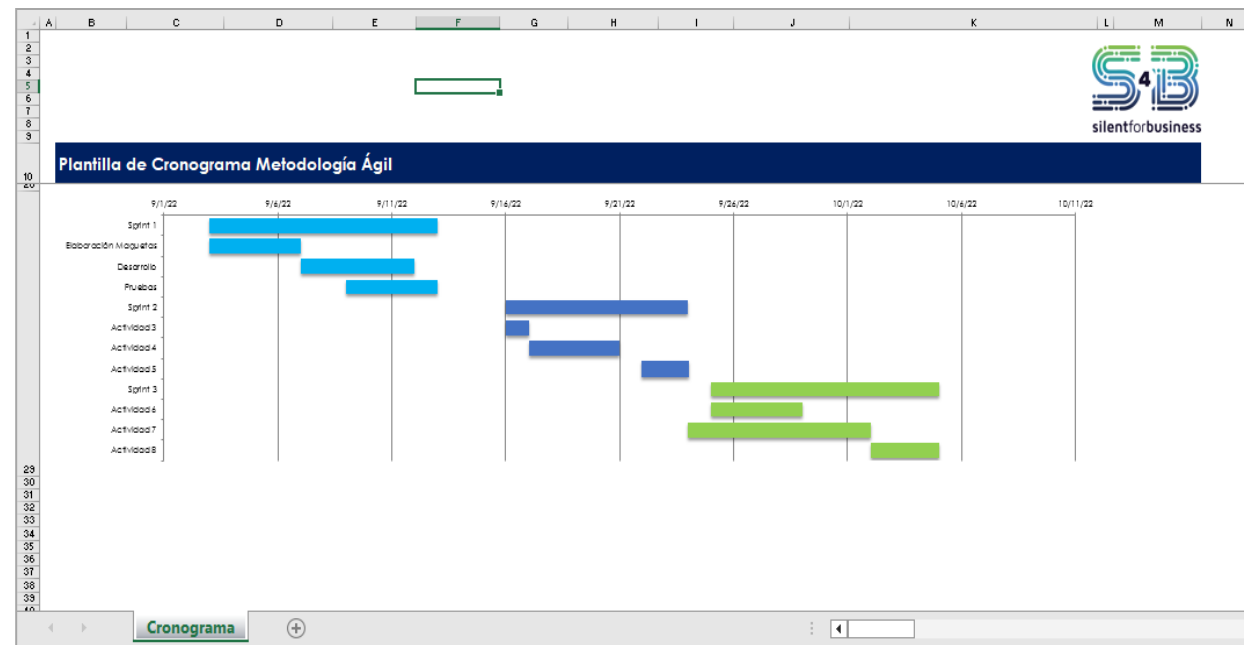 A B C D E F G H I J K L M N
1
2
3
4
5
6
7
8
9
S4B
silentforbusiness
10
Plantilla de Cronograma Metodología Ágil
20
9/1/22 9/6/22 9/11/22 9/16/22 9/21/22 9/26/22 10/1/22 10/6/22 10/11/22
Sprint 1
Elaboración Maquetas
Desarrollo
Pruebas
Sprint 2
Actividad 3
Actividad 4
Actividad 5
Sprint 3
Actividad 6
Actividad 7
Actividad 8
29
30
31
32
33
34
35
36
37
38
39
40
Cronograma